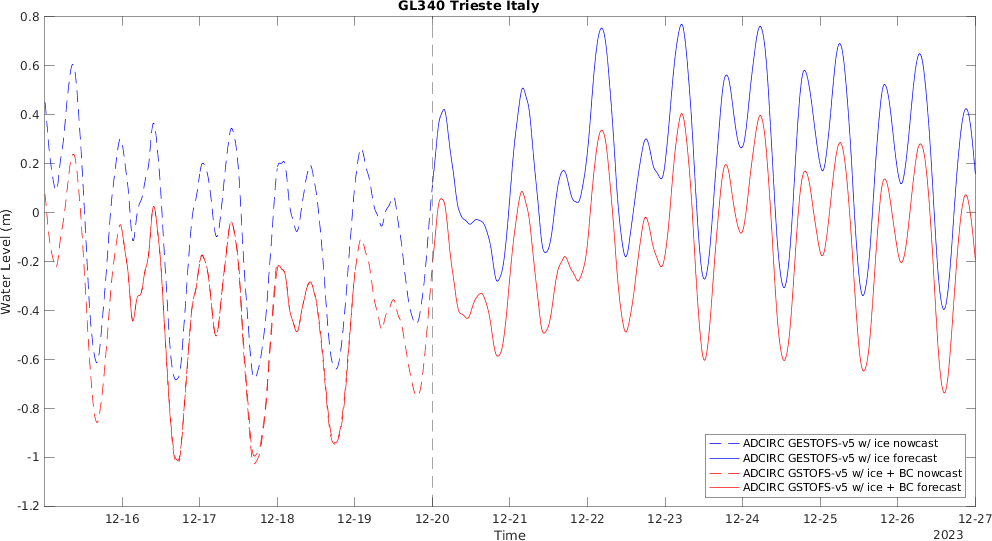 GL340 Trieste Italy
0.8
0.6
0.4
0.2
0
-0.2
-0.4
-0.6
-0.8
-1
-1.2
Water Level (m)
ADCIRC GESTOFS-v5 w/ ice nowcast
ADCIRC GESTOFS-v5 w/ ice forecast
ADCIRC GSTOFS-v5 w/ ice + BC nowcast
ADCIRC GSTOFS-v5 w/ ice + BC forecast
12-16 12-17 12-18 12-19 12-20 12-21 12-22 12-23 12-24 12-25 12-26 12-27
Time
2023